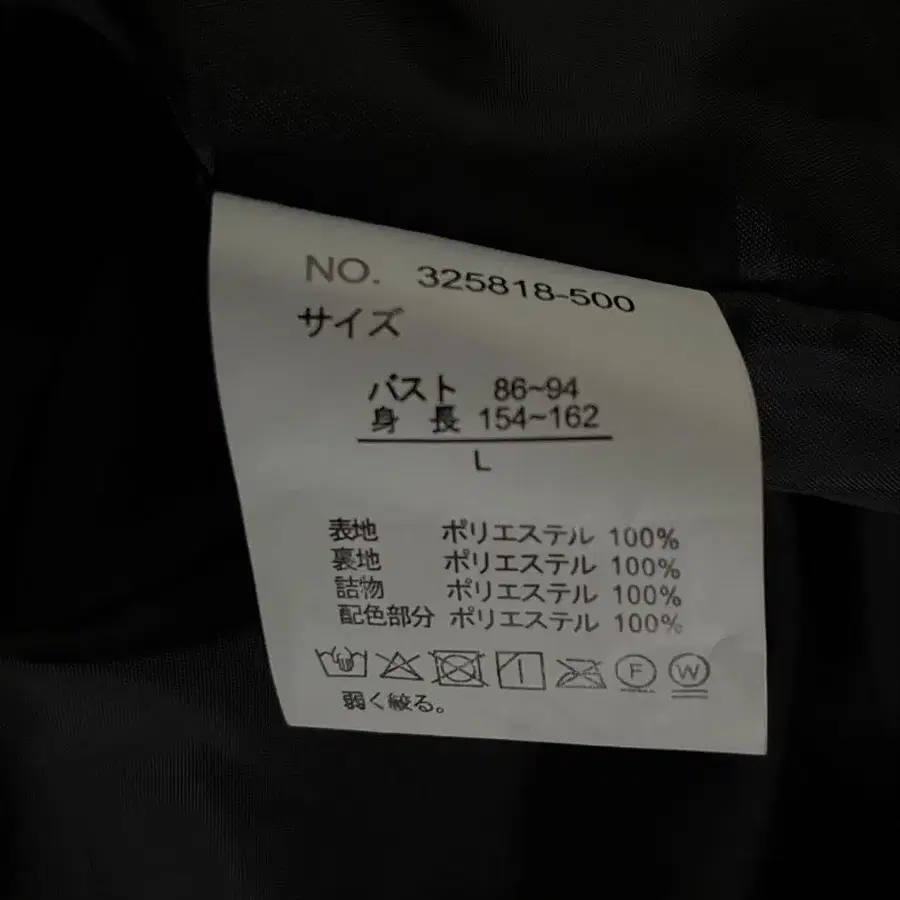 NO. 325818-500
サイズ
バスト 86~94
身長 154~162
L
表地 ポリエステル 100%
裏地 ポリエステル 100%
詰物 ポリエステル 100%
配色部分 ポリエステル 100%
F W
弱く絞る。